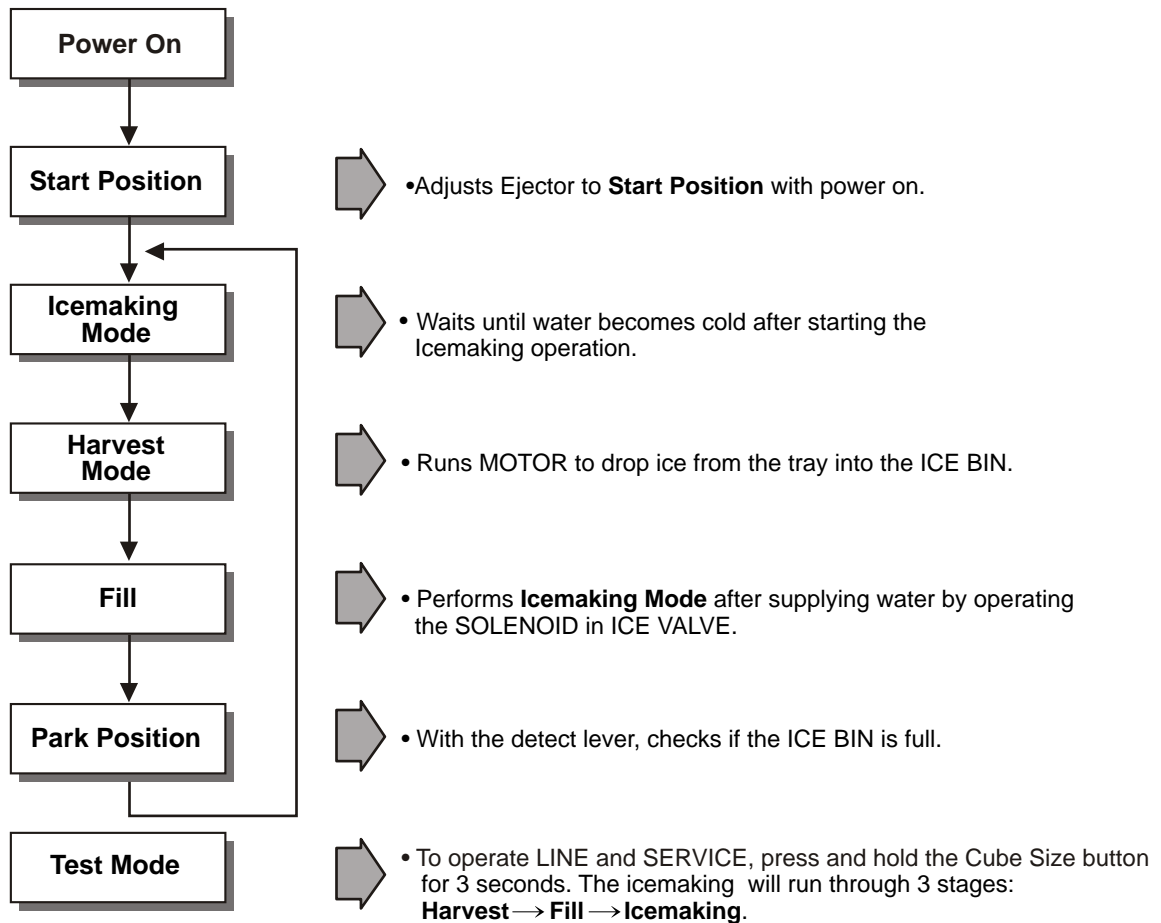 Power On
Start Position
•Adjusts Ejector to Start Position with power on.
Icemaking
Mode
• Waits until water becomes cold after starting the
Icemaking operation.
Harvest
Mode
• Runs MOTOR to drop ice from the tray into the ICE BIN.
Fill
• Performs Icemaking Mode after supplying water by operating
the SOLENOID in ICE VALVE.
Park Position
• With the detect lever, checks if the ICE BIN is full.
Test Mode
• To operate LINE and SERVICE, press and hold the Cube Size button
for 3 seconds. The icemaking will run through 3 stages:
Harvest→Fill→Icemaking.